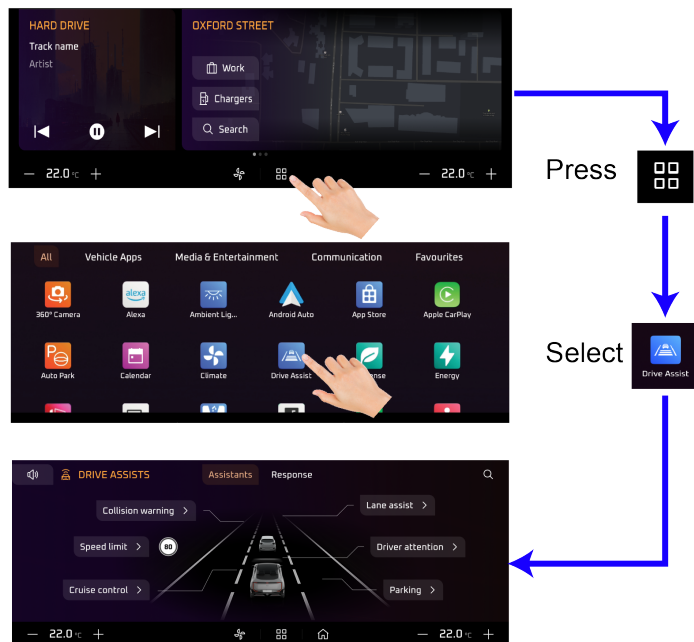 HARD DRIVE
Track name
Artist
OXFORD STREET
Work
Chargers
Search
22.0 °C
22.0 °C
Press
All Vehicle Apps Media & Entertainment Communication Favourites
360° Camera Alexa Ambient Lig... Android Auto App Store Apple CarPlay
alexa
Auto Park Calendar Climate Drive Assist nse Energy
Select
Drive Assist
DRIVE ASSISTS Assistants Response
Collision warning
Lane assist
Speed limit 80
Driver attention
Cruise control
Parking
22.0 °C
22.0 °C